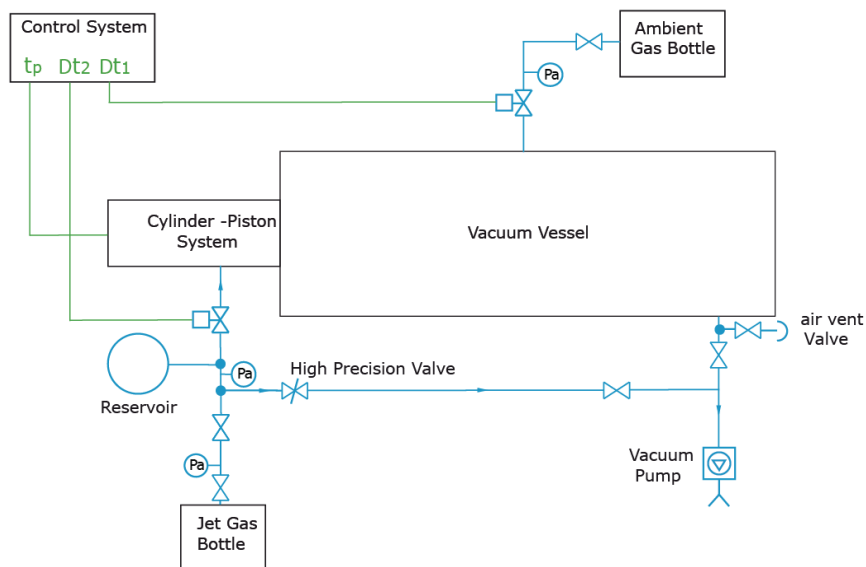 Control System
tp Dt2 Dt1
Ambient
Gas Bottle
Pa
Cylinder -Piston
System
Vacuum Vessel
air vent
Valve
Pa
High Precision Valve
Reservoir
Pa
Vacuum
Pump
Jet Gas
Bottle